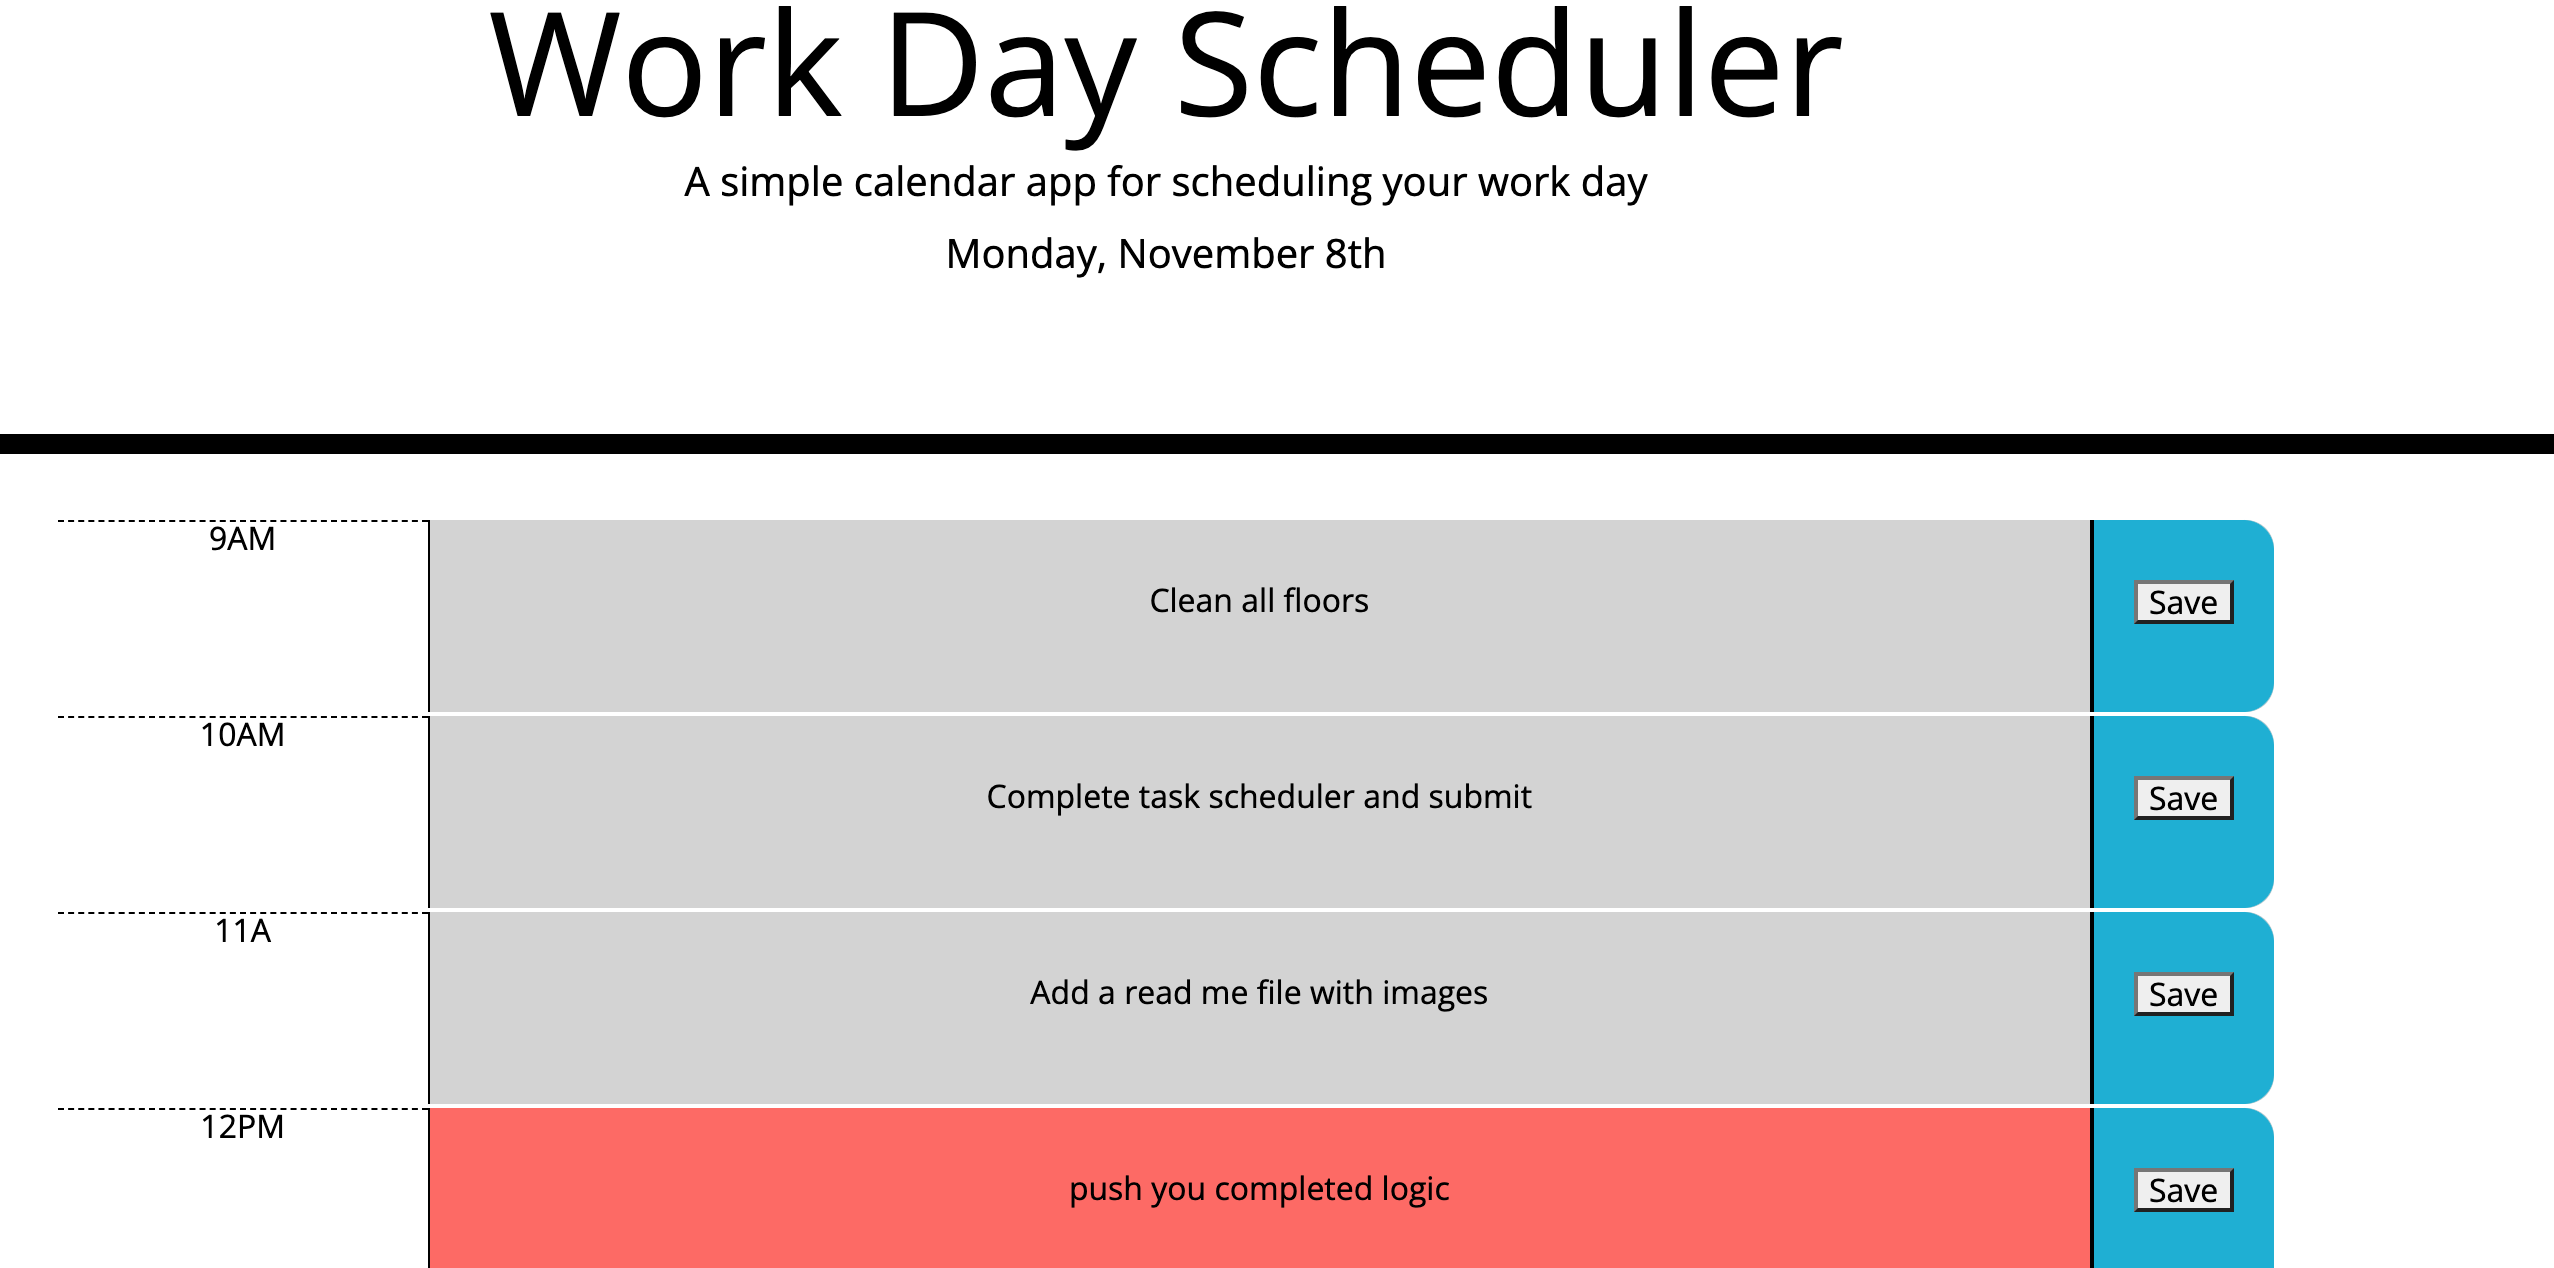 Work Day Scheduler
A simple calendar app for scheduling your work day
Monday, November 8th
9AM
Clean all floors
Save
10AM
Complete task scheduler and submit
Save
11A
Add a read me file with images
Save
12PM
push you completed logic
Save